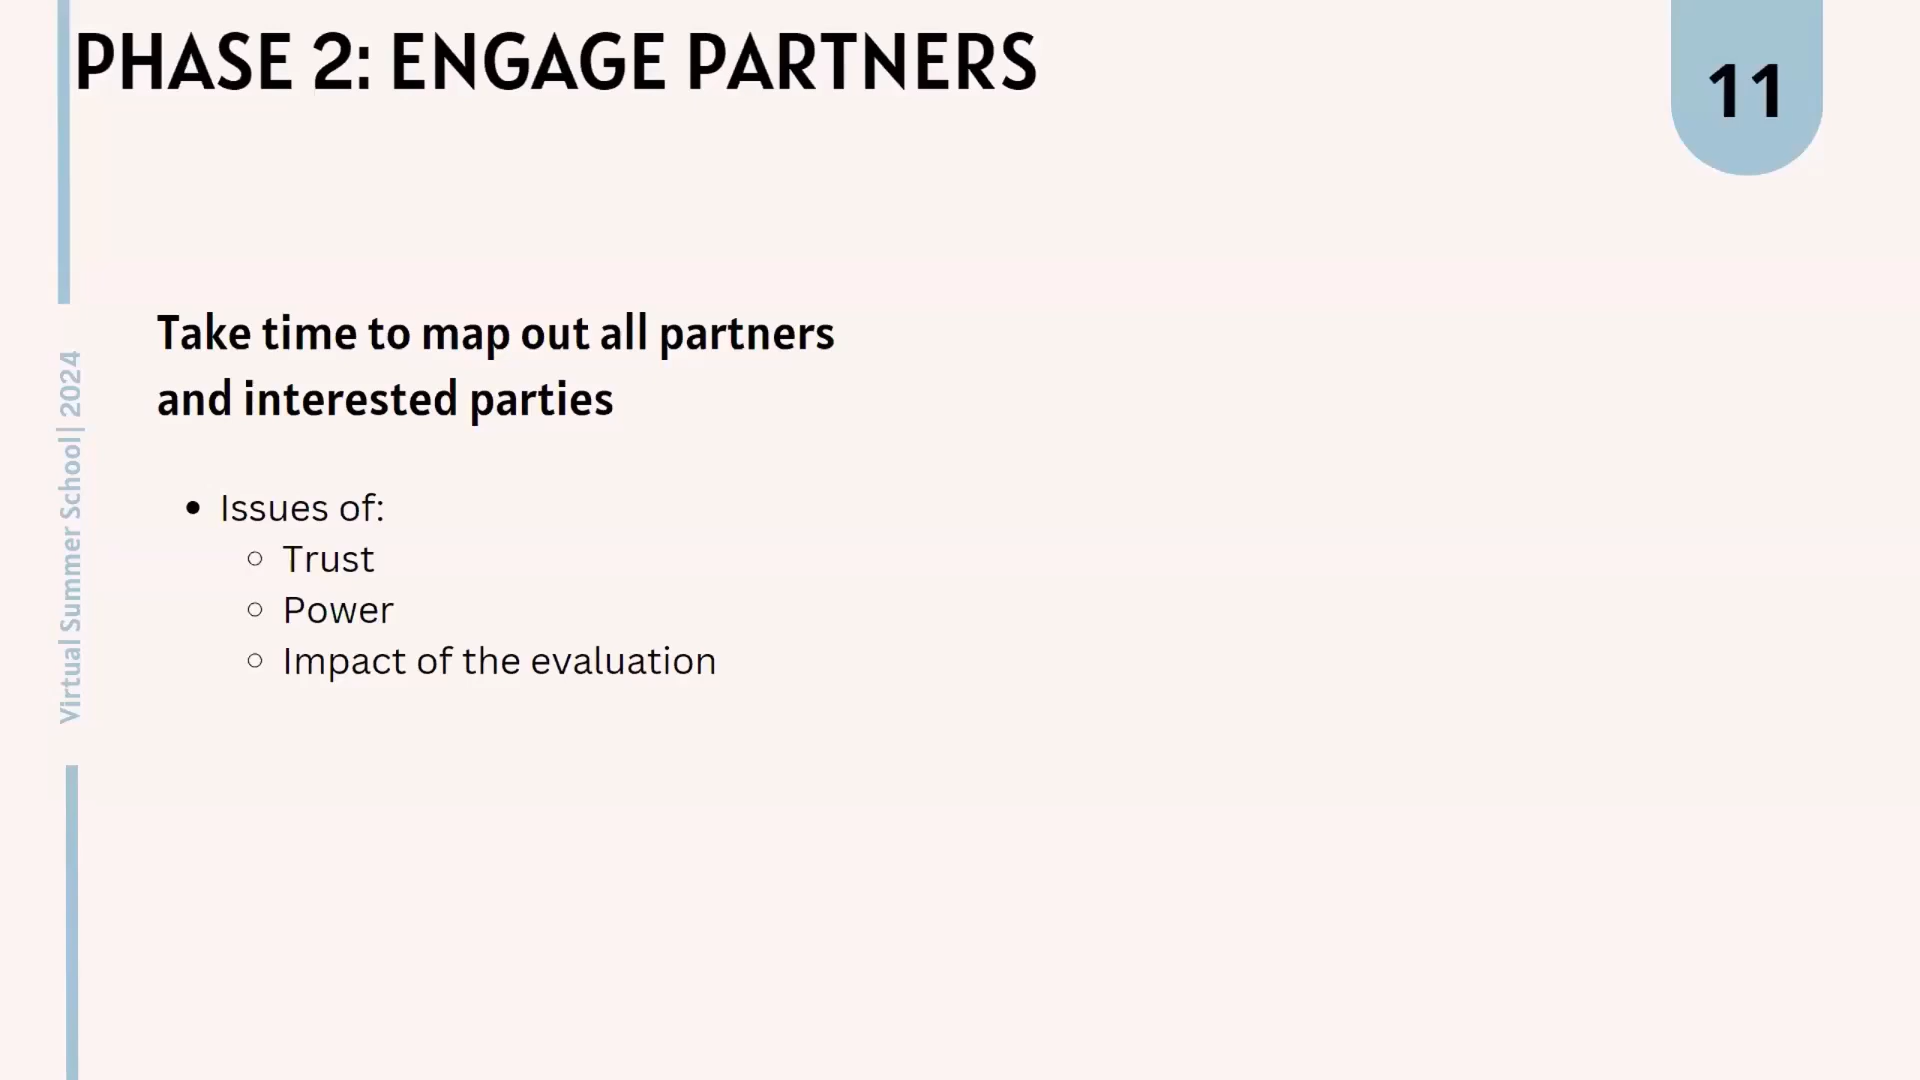 PHASE 2: ENGAGE PARTNERS
11
Take time to map out all partners
and interested parties
• Issues of:
○ Trust
○ Power
○ Impact of the evaluation
Virtual Summer School| 2024